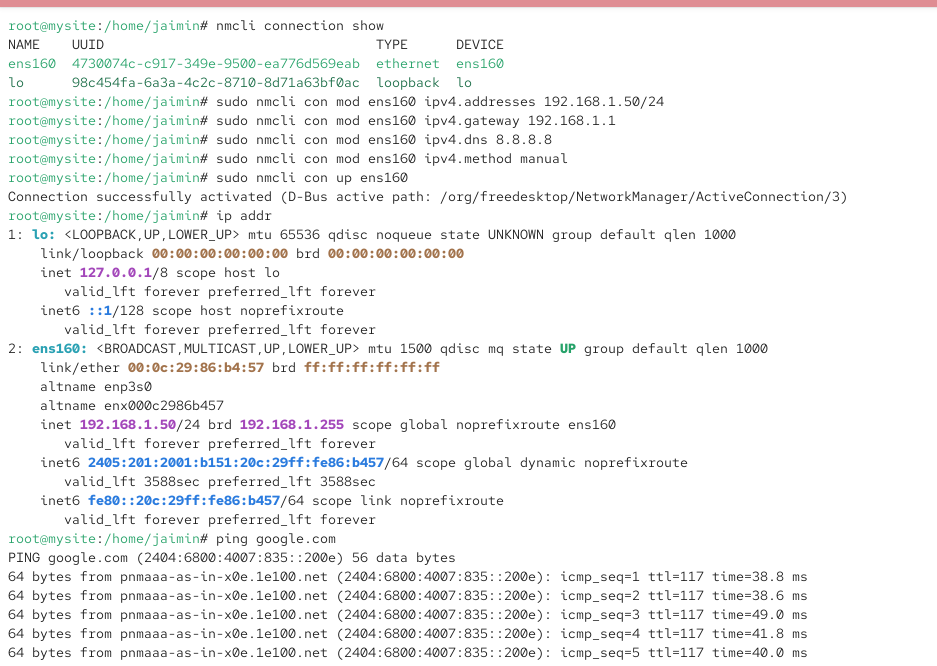 root@mysite:/home/jaimin# nmcli connection show
NAME    UUID                                  TYPE      DEVICE
ens160  4730074c-c917-349e-9500-ea776d569eab  ethernet  ens160
lo      98c454fa-6a3a-4c2c-8710-8d71a63bf0ac  loopback  lo
root@mysite:/home/jaimin# sudo nmcli con mod ens160 ipv4.addresses 192.168.1.50/24
root@mysite:/home/jaimin# sudo nmcli con mod ens160 ipv4.gateway 192.168.1.1
root@mysite:/home/jaimin# sudo nmcli con mod ens160 ipv4.dns 8.8.8.8
root@mysite:/home/jaimin# sudo nmcli con mod ens160 ipv4.method manual
root@mysite:/home/jaimin# sudo nmcli con up ens160
Connection successfully activated (D-Bus active path: /org/freedesktop/NetworkManager/ActiveConnection/3)
root@mysite:/home/jaimin# ip addr
1: lo: <LOOPBACK,UP,LOWER_UP> mtu 65536 qdisc noqueue state UNKNOWN group default qlen 1000
    link/loopback 00:00:00:00:00:00 brd 00:00:00:00:00:00
    inet 127.0.0.1/8 scope host lo
       valid_lft forever preferred_lft forever
    inet6 ::1/128 scope host noprefixroute
       valid_lft forever preferred_lft forever
2: ens160: <BROADCAST,MULTICAST,UP,LOWER_UP> mtu 1500 qdisc mq state UP group default qlen 1000
    link/ether 00:0c:29:86:b4:57 brd ff:ff:ff:ff:ff:ff
    altname enp3s0
    altname enx000c2986b457
    inet 192.168.1.50/24 brd 192.168.1.255 scope global noprefixroute ens160
       valid_lft forever preferred_lft forever
    inet6 2405:201:2001:b151:20c:29ff:fe86:b457/64 scope global dynamic noprefixroute
       valid_lft 3588sec preferred_lft 3588sec
    inet6 fe80::20c:29ff:fe86:b457/64 scope link noprefixroute
       valid_lft forever preferred_lft forever
root@mysite:/home/jaimin# ping google.com
PING google.com (2404:6800:4007:835::200e) 56 data bytes
64 bytes from pnmaaa-as-in-x0e.1e100.net (2404:6800:4007:835::200e): icmp_seq=1 ttl=117 time=38.8 ms
64 bytes from pnmaaa-as-in-x0e.1e100.net (2404:6800:4007:835::200e): icmp_seq=2 ttl=117 time=38.6 ms
64 bytes from pnmaaa-as-in-x0e.1e100.net (2404:6800:4007:835::200e): icmp_seq=3 ttl=117 time=49.0 ms
64 bytes from pnmaaa-as-in-x0e.1e100.net (2404:6800:4007:835::200e): icmp_seq=4 ttl=117 time=41.8 ms
64 bytes from pnmaaa-as-in-x0e.1e100.net (2404:6800:4007:835::200e): icmp_seq=5 ttl=117 time=40.0 ms